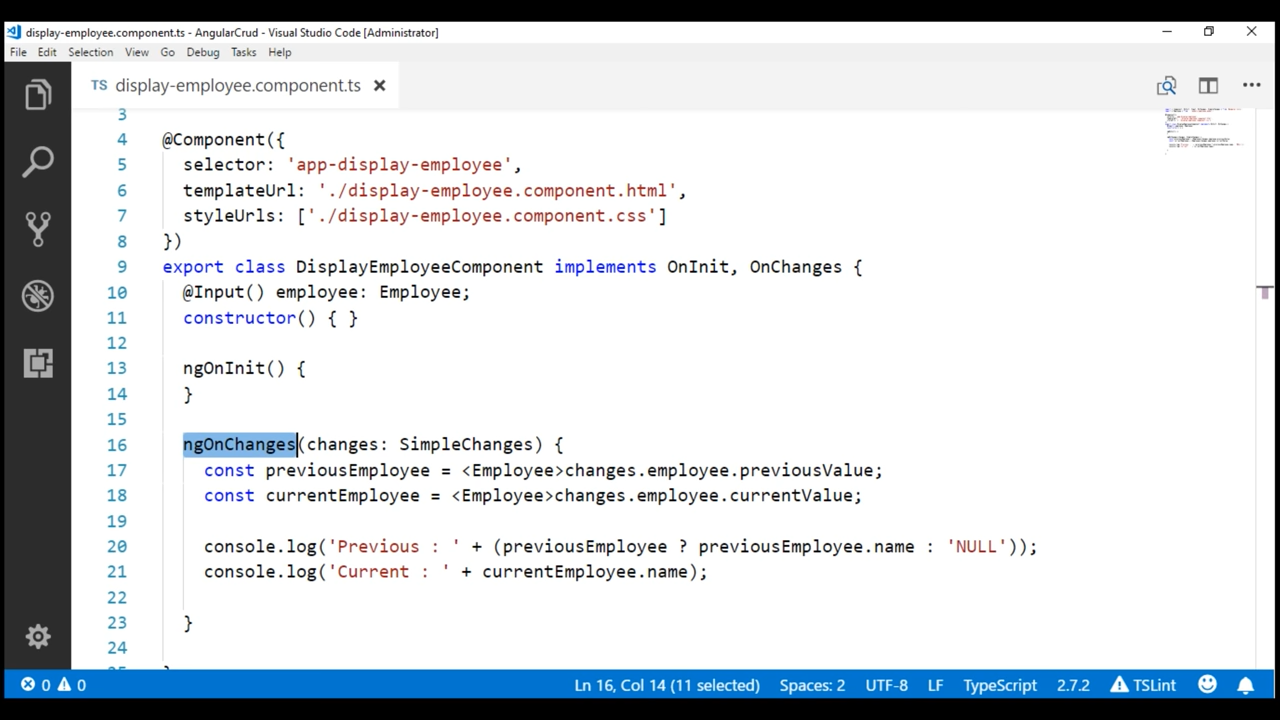 display-employee.component.ts - AngularCrud - Visual Studio Code [Administrator]
File Edit Selection View Go Debug Tasks Help
TS display-employee.component.ts
3
4 @Component({
5 selector: 'app-display-employee',
6 templateUrl: './display-employee.component.html',
7 styleUrls: ['./display-employee.component.css']
8 })
9 export class DisplayEmployeeComponent implements OnInit, OnChanges {
10 @Input() employee: Employee;
11 constructor() { }
12
13 ngOnInit() {
14 }
15
16 ngOnChanges(changes: SimpleChanges) {
17 const previousEmployee = <Employee>changes.employee.previousValue;
18 const currentEmployee = <Employee>changes.employee.currentValue;
19
20 console.log('Previous : ' + (previousEmployee ? previousEmployee.name : 'NULL'));
21 console.log('Current : ' + currentEmployee.name);
22
23 }
24
0 0 Ln 16, Col 14 (11 selected) Spaces: 2 UTF-8 LF TypeScript 2.7.2 TSLint